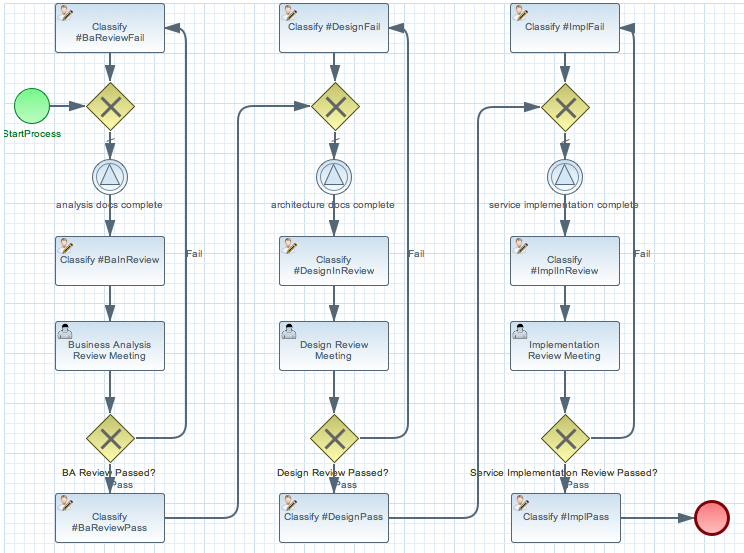 Classify
#BaReviewFail
StartProcess
analysis docs complete
Classify #BaInReview
Fail
Business Analysis
Review Meeting
BA Review Passed?
Pass
Classify
#BaReviewPass
Classify #DesignFail
architecture docs complete
Classify
#DesignInReview
Fail
Design Review
Meeting
Design Review Passed?
Pass
Classify #DesignPass
Classify #ImplFail
service implementation complete
Classify
#ImplInReview
Fail
Implementation
Review Meeting
Service Implementation Review Passed?
Pass
Classify #ImplPass